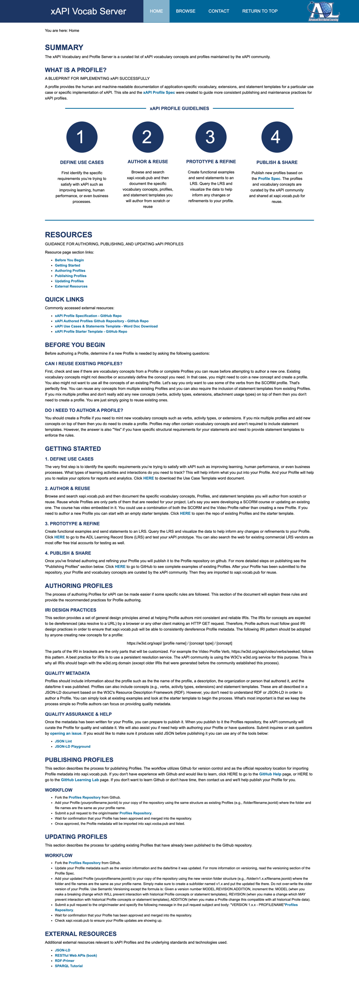 xAPI Vocab Server
HOME
BROWSE
CONTACT
RETURN TO TOP
ADL
Advanced Distributed Learning
You are here: Home
SUMMARY
The xAPI Vocabulary and Profile Server is a curated list of xAPI vocabulary concepts and profiles maintained by the xAPI community.
WHAT IS A PROFILE?
A BLUEPRINT FOR IMPLEMENTING xAPI SUCCESSFULLY
A profile provides the human and machine-readable documentation of application-specific vocabulary, extensions, and statement templates for a particular use
case or specific implementation of xAPI. This site and the xAPI Profile Spec were created to guide more consistent publishing and maintenance practices for
xAPI profiles.
xAPI PROFILE GUIDELINES
1
DEFINE USE CASES
First identify the specific
requirements you're trying to
satisfy with xAPI such as
improving learning, human
performance, or even business
processes.
2
AUTHOR & REUSE
Browse and search
xapi.vocab.pub and then
document the specific
vocabulary concepts, profiles,
and statement templates you
will author from scratch or
reuse
3
PROTOTYPE & REFINE
Create functional examples
and send statements to an
LRS. Query the LRS and
visualize the data to help
inform any changes or
refinements to your profile.
4
PUBLISH & SHARE
Publish new profiles based on
the Profile Spec. The profiles
and vocabulary concepts are
curated by the xAPI community
and shared at xapi.vocab.pub for
reuse.
RESOURCES
GUIDANCE FOR AUTHORING, PUBLISHING, AND UPDATING xAPI PROFILES
Resource page section links:
• Before You Begin
• Getting Started
• Authoring Profiles
• Publishing Profiles
• Updating Profiles
• External Resources
QUICK LINKS
Commonly accessed external resources:
• xAPI Profile Specification - GitHub Repo
• xAPI Authored Profiles Github Repository - GitHub Repo
• xAPI Use Cases & Statements Template - Word Doc Download
• xAPI Profile Starter Template - GitHub Repo
BEFORE YOU BEGIN
Before authoring a Profile, determine if a new Profile is needed by asking the following questions:
CAN I REUSE EXISTING PROFILES?
First, check and see if there are vocabulary concepts from a Profile or complete Profiles you can reuse before attempting to author a new one. Existing
vocabulary concepts might not describe or accurately define the concept you need. In that case, you might need to coin a new concept and create a profile.
You also might not want to use all the concepts of an existing Profile. Let's say you only want to use some of the verbs from the SCORM profile. That's
perfectly fine. You can reuse any concepts from multiple existing Profiles and you can also require the inclusion of statement templates from existing Profiles.
If you mix multiple profiles and don't really add any new concepts (verbs, activity types, extensions, attachment usage types) on top of them then you don't
need to create a profile. You are just simply going to reuse existing ones.
DO I NEED TO AUTHOR A PROFILE?
You should create a Profile if you need to mint new vocabulary concepts such as verbs, activity types, or extensions. If you mix multiple profiles and add new
concepts on top of them then you do need to create a profile. Profiles may often contain vocabulary concepts and aren't required to include statement
templates. However, the answer is also "Yes" if you have specific structural requirements for your statements and need to provide statement templates to
enforce the rules.
GETTING STARTED
1. DEFINE USE CASES
The very first step is to identify the specific requirements you're trying to satisfy with xAPI such as improving learning, human performance, or even business
processes. What types of learning activities and interactions do you need to track? This will help inform what you put into your Profile. And your Profile will help
you to realize your options for reports and analytics. Click HERE to download the Use Case Template word document.
2. AUTHOR & REUSE
Browse and search xapi.vocab.pub and then document the specific vocabulary concepts, Profiles, and statement templates you will author from scratch or
reuse. Reuse whole Profiles are only parts of them that are needed for your project. Let's say you were developing a SCORM course or updating an existing
one. The course has video embedded in it. You could use a combination of both the SCORM and the Video Profile rather than creating a new Profile. If you
need to author a new Profile you can start with an empty starter template. Click HERE to open the repo of existing Profiles and the starter template.
3. PROTOTYPE & REFINE
Create functional examples and send statements to an LRS. Query the LRS and visualize the data to help inform any changes or refinements to your Profile.
Click HERE to go to the ADL Learning Record Store (LRS) and test your xAPI prototype. You can also search the web for existing commercial LRS vendors as
most offer free trial accounts for testing as well.
4. PUBLISH & SHARE
Once you've finished authoring and refining your Profile you will publish it to the Profile repository on github. For more detailed steps on publishing see the
"Publishing Profiles" section below. Click HERE to go to GitHub to see complete examples of existing Profiles. After your Profile has been submitted to the
repository, your Profile and vocabulary concepts are curated by the xAPI community. Then they are imported to xapi.vocab.pub for reuse.
AUTHORING PROFILES
The process of authoring Profiles for xAPI can be made easier if some specific rules are followed. This section of the document will explain these rules and
provide the recommended practices for Profile authoring.
IRI DESIGN PRACTICES
This section provides a set of general design principles aimed at helping Profile authors mint consistent and reliable IRIs. The IRIs for concepts are expected
to be dereferenced (aka resolve to a URL) by a browser or any other client making an HTTP GET request. Therefore, Profile authors must follow good IRI
design practices in order to ensure that xapi.vocab.pub will be able to consistently dereference Profile metadata. The following IRI pattern should be adopted
by anyone creating new concepts for a profile:
https://w3id.org/xapi/ [profile name] / [concept type] / [concept]
The parts of the IRI in brackets are the only parts that will be customized. For example the Video Profile Verb, https://w3id.org/xapi/video/verbs/seeked, follows
this pattern. A best practice for IRIs is to use a persistent resolution service. The xAPI community is using the W3C's w3id.org service for this purpose. This is
why all IRIs should begin with the w3id.org domain (except older IRIs that were generated before the community established this process).
QUALITY METADATA
Profiles should include information about the profile such as the the name of the profile, a description, the organization or person that authored it, and the
date/time it was published. Profiles can also include concepts (e.g., verbs, activity types, extensions) and statement templates. These are all described in a
JSON-LD document based on the W3C's Resource Description Framework (RDF). However, you don't need to understand RDF or JSON-LD in order to
author a Profile. You can simply look at existing examples and look at the starter template to begin the process. What's most important is that we keep the
process simple so Profile authors can focus on providing quality metadata.
QUALITY ASSURANCE & HELP
Once the metadata has been written for your Profile, you can prepare to publish it. When you publish to it the Profiles repository, the xAPI community will
curate the Profile for quality and validate it. We will also assist you if need help with authoring your Profile or have questions. Submit inquires or ask questions
by opening an issue. If you would like to make sure it produces valid JSON before publishing it you can use any of the tools below:
• JSON Lint
• JSON-LD Playground
PUBLISHING PROFILES
This section describes the process for publishing Profiles. The workflow utilizes Github for version control and as the official repository location for importing
Profile metadata into xapi.vocab.pub. If you don't have experience with Github and would like to learn, click HERE to go to the GitHub Help page, or HERE to
go to the GitHub Learning Lab page. If you don't want to learn Github or don't have time, then contact us and we'll help publish your Profile for you.
WORKFLOW
• Fork the Profiles Repository from Github.
• Add your Profile (yourprofilename.jsonld) to your copy of the repository using the same structure as existing Profiles (e.g., /folder/filename.jsonld) where the folder and
file names are the same as your profile name.
• Submit a pull request to the origin/master Profiles Repository.
• Wait for confirmation that your Profile has been approved and merged into the repository.
• Once approved, the Profile metadata will be imported into xapi.vocba.pub and listed.
UPDATING PROFILES
This section describes the process for updating existing Profiles that have already been published to the Github repository.
WORKFLOW
• Fork the Profiles Repository from Github.
• Update your Profile metadata such as the version information and the date/time it was updated. For more information on versioning, read the versioning section of the
Profile Spec.
• Add your updated Profile (yourprofilename.jsonld) to your copy of the repository using the new version folder structure (e.g., /folder/v1.x.x/filename.jsonld) where the
folder and file names are the same as your profile name. Simply make sure to create a subfolder named v1.x and put the updated file there. Do not over-write the older
version of your Profile. Use Semantic Versioning except the formula is: Given a version number MODEL.REVISION.ADDITION, increment the: MODEL (when you
make a breaking change which WILL prevent interaction with historical Profile concepts or statement templates), REVISION (when you make a change which MAY
prevent interaction with historical Profile concepts or statement templates), ADDITION (when you make a Profile change this compatible with all historical Proile data).
• Submit a pull request to the origin/master and specify the following message in the pull request subject and body: "VERSION 1.x.x - PROFILENAME"Profiles
Repository.
• Wait for confirmation that your Profile has been approved and merged into the repository.
• Check xapi.vocab.pub to ensure your Profile updates are showing up.
EXTERNAL RESOURCES
Additional external resources relevant to xAPI Profiles and the underlying standards and technologies used.
• JSON-LD
• RESTful Web APIs (book)
• RDF-Primer
• SPARQL Tutorial